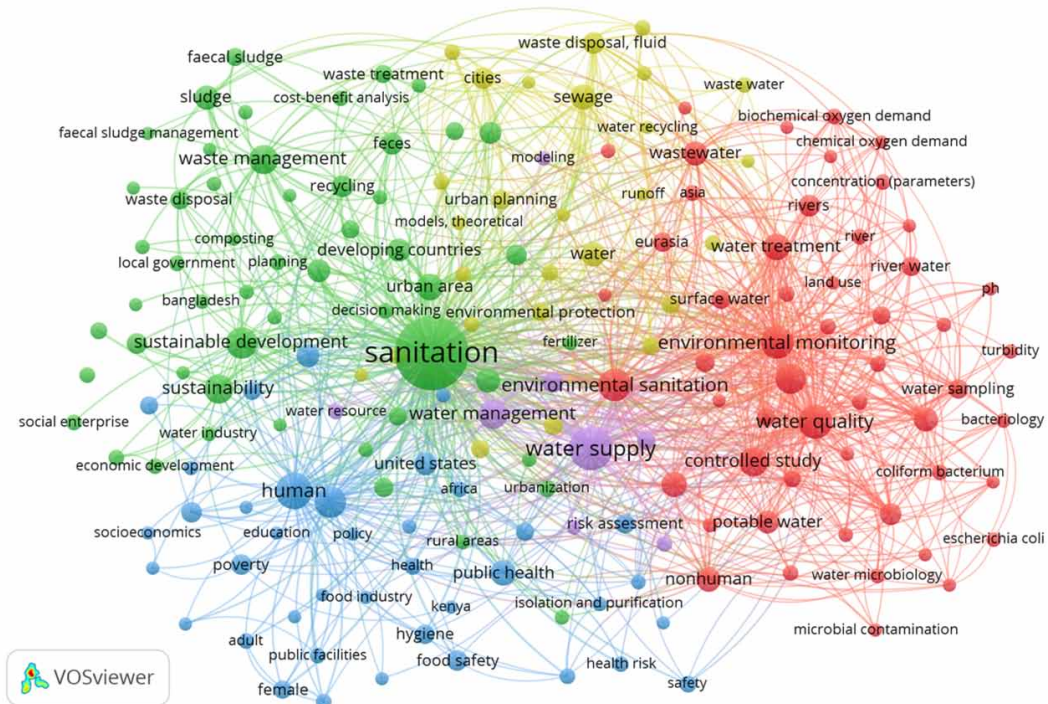 waste disposal, fluid
faecal sludge
waste treatment
cities
waste water
sludge
cost-benefit analysis
sewage
biochemical oxygen demand
faecal sludge management
water recycling
chemical oxygen demand
feces
waste management
modeling
wastewater
recycling
concentration (parameters)
waste disposal
urban planning
runoff
asia
rivers
models, theoretical
composting
developing countries
eurasia
water treatment
river
local government
planning
water
river water
urban area
land use
bangladesh
surface water
ph
decision making
environmental protection
sustainable development
fertilizer
environmental monitoring
sanitation
turbidity
sustainability
environmental sanitation
water sampling
water resource
water management
social enterprise
water quality
bacteriology
water industry
water supply
economic development
united states
controlled study
coliform bacterium
human
africa
urbanization
socioeconomics
education
policy
risk assessment
potable water
rural areas
escherichia coli
poverty
health
public health
nonhuman
water microbiology
food industry
kenya
isolation and purification
adult
hygiene
microbial contamination
public facilities
food safety
health risk
female
safety
VOSviewer